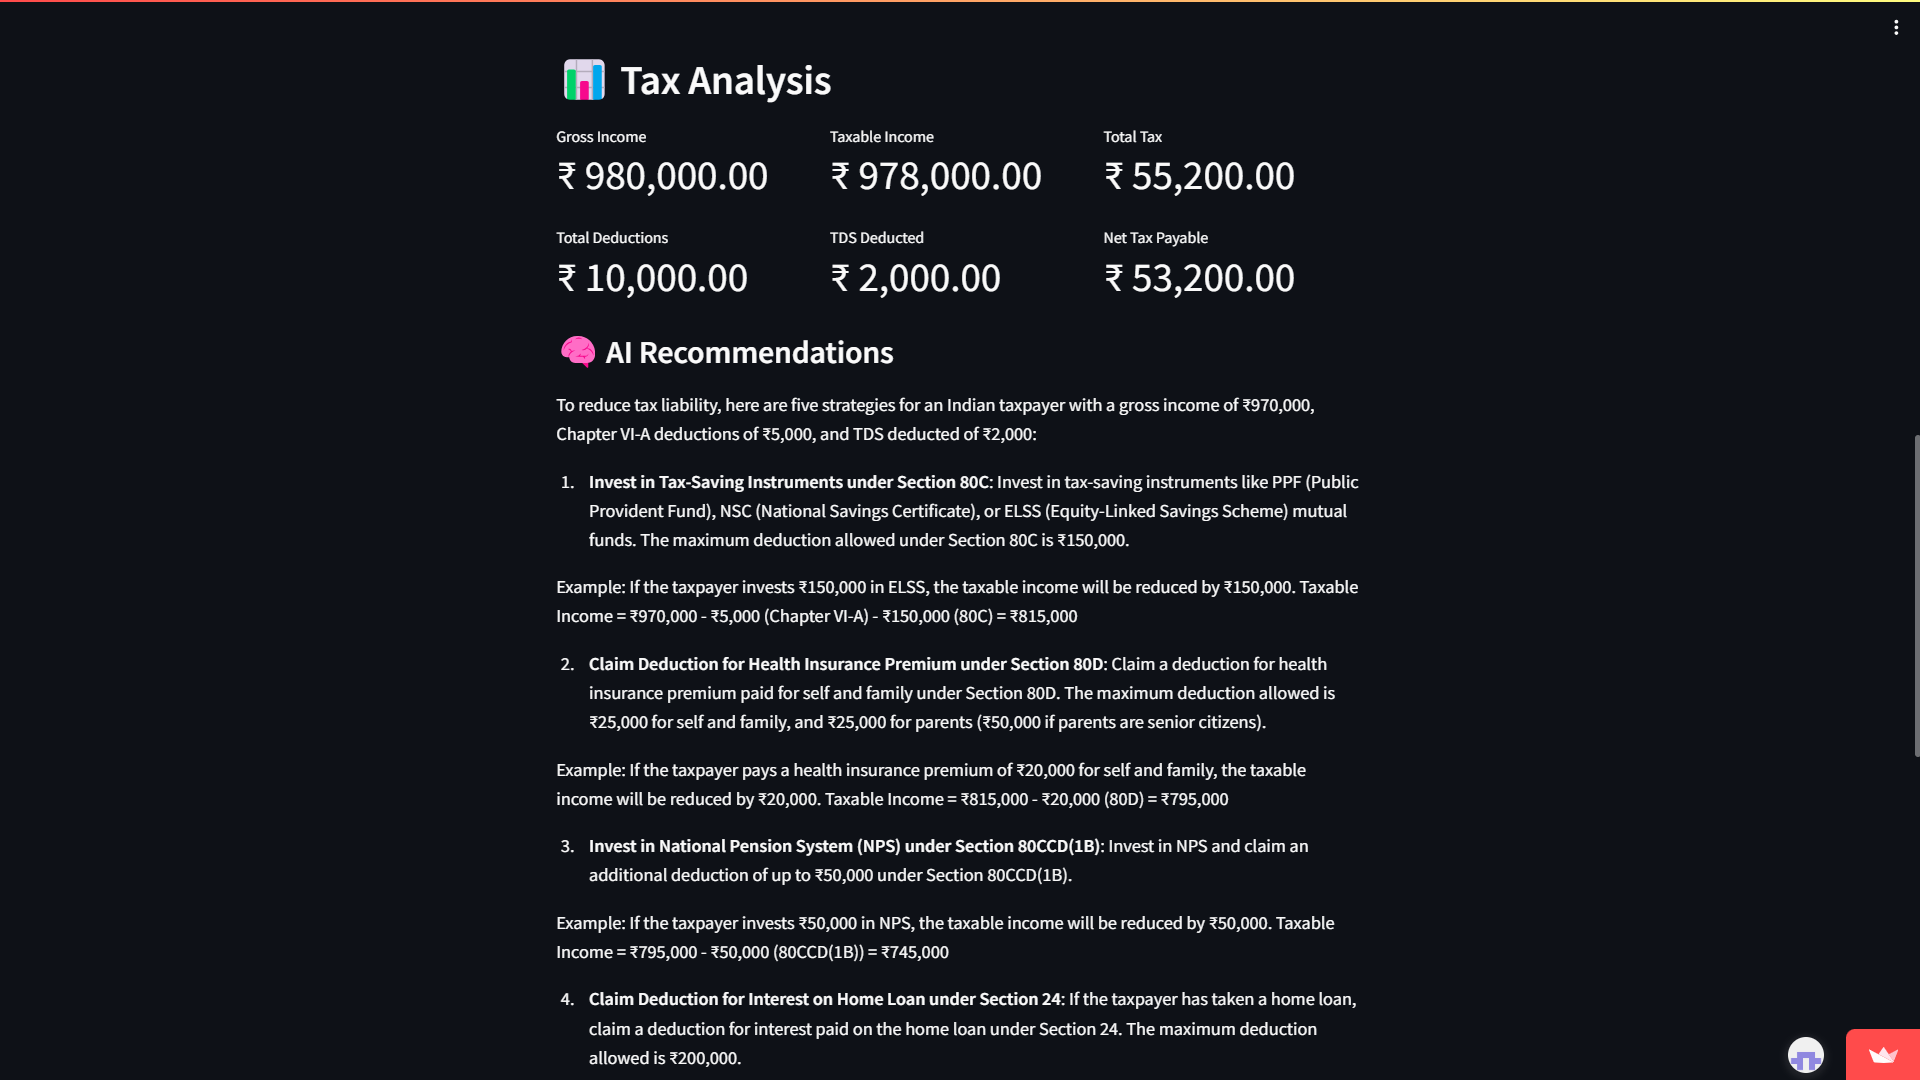 Tax Analysis
Gross Income
₹ 980,000.00
Taxable Income
₹ 978,000.00
Total Tax
₹ 55,200.00
Total Deductions
₹ 10,000.00
TDS Deducted
₹ 2,000.00
Net Tax Payable
₹ 53,200.00
AI Recommendations
To reduce tax liability, here are five strategies for an Indian taxpayer with a gross income of ₹970,000,
Chapter VI-A deductions of ₹5,000, and TDS deducted of ₹2,000:
1. Invest in Tax-Saving Instruments under Section 80C: Invest in tax-saving instruments like PPF (Public
Provident Fund), NSC (National Savings Certificate), or ELSS (Equity-Linked Savings Scheme) mutual
funds. The maximum deduction allowed under Section 80C is ₹150,000.
Example: If the taxpayer invests ₹150,000 in ELSS, the taxable income will be reduced by ₹150,000. Taxable
Income = ₹970,000 - ₹5,000 (Chapter VI-A) - ₹150,000 (80C) = ₹815,000
2. Claim Deduction for Health Insurance Premium under Section 80D: Claim a deduction for health
insurance premium paid for self and family under Section 80D. The maximum deduction allowed is
₹25,000 for self and family, and ₹25,000 for parents (₹50,000 if parents are senior citizens).
Example: If the taxpayer pays a health insurance premium of ₹20,000 for self and family, the taxable
income will be reduced by ₹20,000. Taxable Income = ₹815,000 - ₹20,000 (80D) = ₹795,000
3. Invest in National Pension System (NPS) under Section 80CCD(1B): Invest in NPS and claim an
additional deduction of up to ₹50,000 under Section 80CCD(1B).
Example: If the taxpayer invests ₹50,000 in NPS, the taxable income will be reduced by ₹50,000. Taxable
Income = ₹795,000 - ₹50,000 (80CCD(1B)) = ₹745,000
4. Claim Deduction for Interest on Home Loan under Section 24: If the taxpayer has taken a home loan,
claim a deduction for interest paid on the home loan under Section 24. The maximum deduction
allowed is ₹200,000.